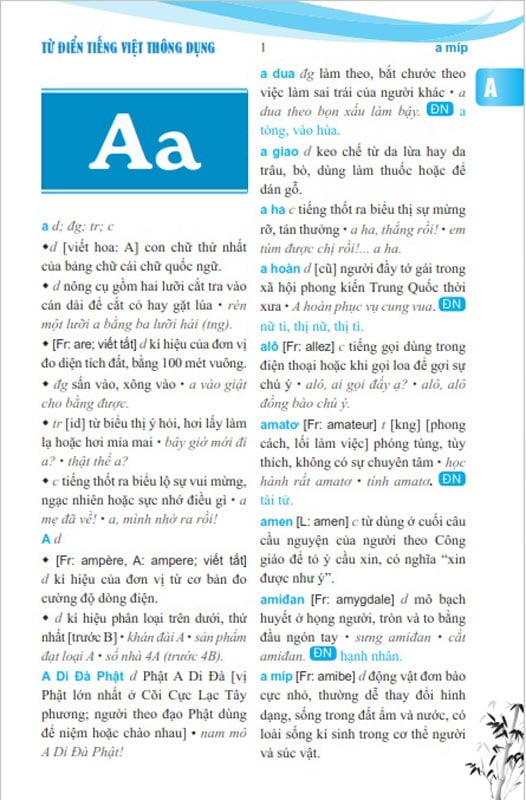 TỪ ĐIỂN TIẾNG VIỆT THÔNG DỤNG
1
a míp
A
Aa
a d; đg; tr; c
◆d [viết hoa: A] con chữ thứ nhất
của bảng chữ cái chữ quốc ngữ.
◆ d nông cụ gồm hai lưỡi cắt tra vào
cán dài để cắt cỏ hay gặt lúa • rèn
một lưỡi a bằng ba lưỡi hái (tng).
◆ [Fr: are; viết tắt] d kí hiệu của đơn vị
đo diện tích đất, bằng 100 mét vuông.
◆ đg sấn vào, xông vào • a vào giật
cho bằng được.
◆ tr [id] từ biểu thị ý hỏi, hơi lấy làm
lạ hoặc hơi mỉa mai • bây giờ mới đi
a? • thật thế a?
◆ c tiếng thốt ra biểu lộ sự vui mừng,
ngạc nhiên hoặc sực nhớ điều gì • a
mẹ đã về! • a, mình nhớ ra rồi!
A d
◆ [Fr: ampère, A: ampere; viết tắt]
d kí hiệu của đơn vị từ cơ bản đo
cường độ dòng điện.
◆ d kí hiệu phân loại trên dưới, thứ
nhất [trước B] • khán đài A • sản phẩm
đạt loại A • số nhà 4A (trước 4B).
A Di Đà Phật d Phật A Di Đà [vị
Phật lớn nhất ở Cõi Cực Lạc Tây
phương; người theo đạo Phật dùng
để niệm hoặc chào nhau] • nam mô
A Di Đà Phật!
a dua đg làm theo, bắt chước theo
việc làm sai trái của người khác • a
dua theo bọn xấu làm bậy. ĐN a
tòng, vào hùa.
a giao d keo chế từ da lừa hay da
trâu, bò, dùng làm thuốc hoặc để
dán gỗ.
a ha c tiếng thốt ra biểu thị sự mừng
rỡ, tán thưởng • a ha, thắng rồi! • em
túm được chị rồi!... a ha.
a hoàn d [cũ] người đầy tớ gái trong
xã hội phong kiến Trung Quốc thời
xưa • A hoàn phục vụ cung vua. ĐN
nữ tì, thị nữ, thị tì.
alô [Fr: allez] c tiếng gọi dùng trong
điện thoại hoặc khi gọi loa để gợi sự
chú ý • alô, ai gọi đấy ạ? • alô, alô
đồng bào chú ý.
amatơ [Fr: amateur] t [kng] [phong
cách, lối làm việc] phóng túng, tùy
thích, không có sự chuyên tâm • học
hành rất amatơ • tính amatơ. ĐN
tài tử.
amen [L: amen] c từ dùng ở cuối câu
cầu nguyện của người theo Công
giáo để tỏ ý cầu xin, có nghĩa “xin
được như ý”.
amiđan [Fr: amygdale] d mô bạch
huyết ở họng người, tròn và to bằng
đầu ngón tay • sưng amiđan • cắt
amiđan. ĐN hạnh nhân.
a míp [Fr: amibe] d động vật đơn bào
cực nhỏ, thường dễ thay đổi hình
dạng, sống trong đất ẩm và nước, có
loài sống kí sinh trong cơ thể người
và súc vật.